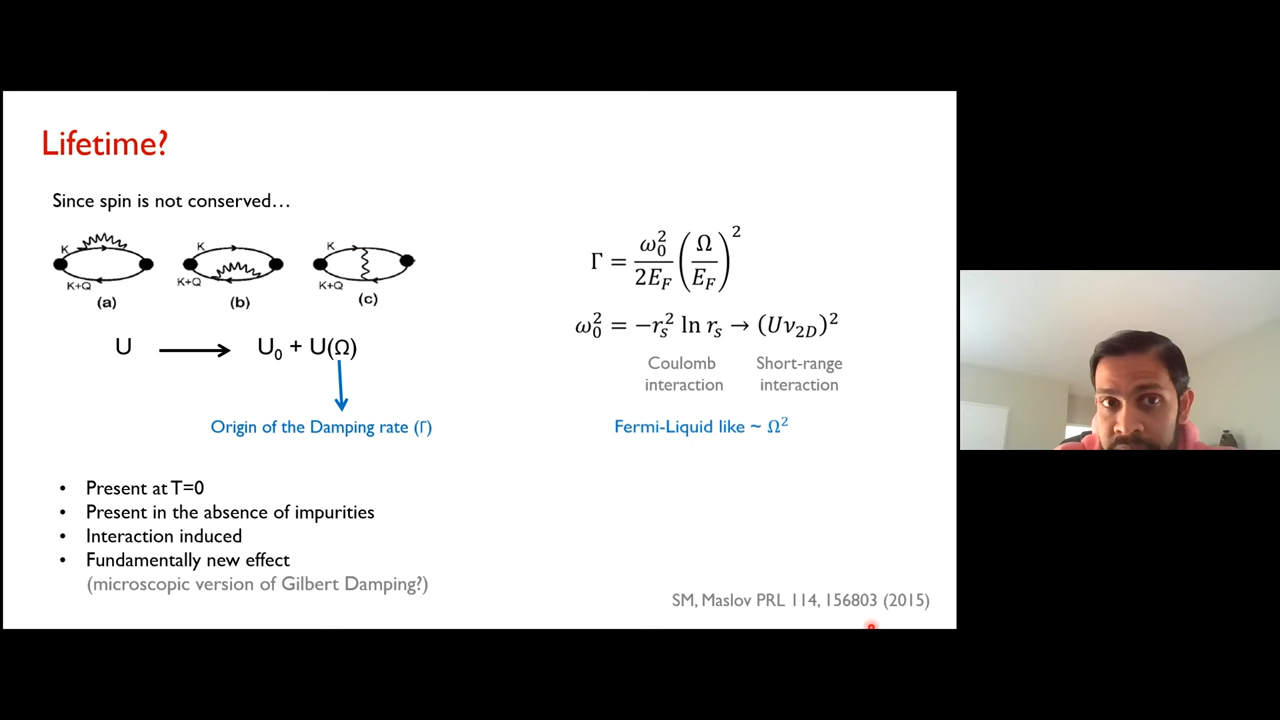 Lifetime?
Since spin is not conserved…
K
K+Q
(a)
K
K+Q
(b)
K
K+Q
(c)
U → U₀ + U(Ω)
Origin of the Damping rate (Γ)
• Present at T=0
• Present in the absence of impurities
• Interaction induced
• Fundamentally new effect
(microscopic version of Gilbert Damping?)
Γ = ω₀²/2E_F (Ω/E_F)²
ω₀² = −r_s² ln r_s → (Uν₂D)²
Coulomb interaction
Short-range interaction
Fermi-Liquid like ~ Ω²
SM, Maslov PRL 114, 156803 (2015)